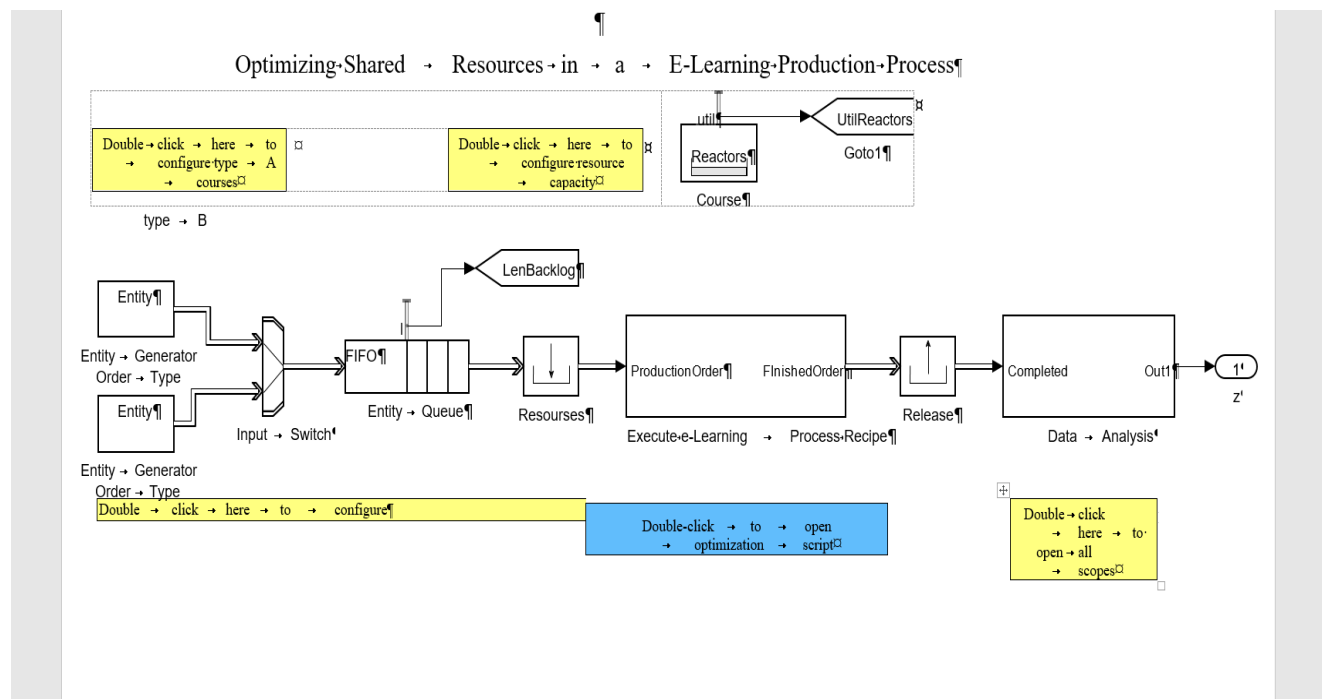 Optimizing Shared Resources in a E-Learning Production Process
Double click here to
configure type A
courses
Double click here to
configure resource
capacity
util
Reactors
Course
UtilReactors
Goto1
type B
LenBacklog
Entity
Entity Generator
Order Type
Entity
Entity Generator
Order Type
Input Switch
l
FIFO
Entity Queue
Resourses
ProductionOrder
FInishedOrder
Execute e-Learning Process Recipe
Release
Completed
Out1
Data Analysis
1
z
Double click here to configure
Double-click to open
optimization script
Double click
here to
open all
scopes